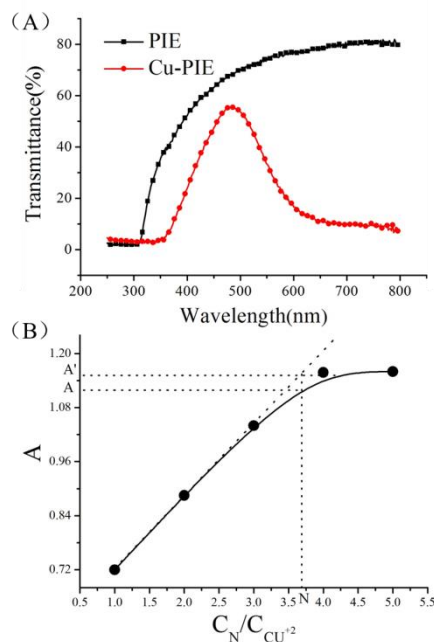 （A）
PIE
Cu-PIE
Transmittance(%)
80
60
40
20
0
200 300 400 500 600 700 800
Wavelength(nm)
（B）
A
1.20
A'
A
1.08
0.96
0.84
0.72
N
0.5 1.0 1.5 2.0 2.5 3.0 3.5 4.0 4.5 5.0 5.5
C_N/C_CU⁺²